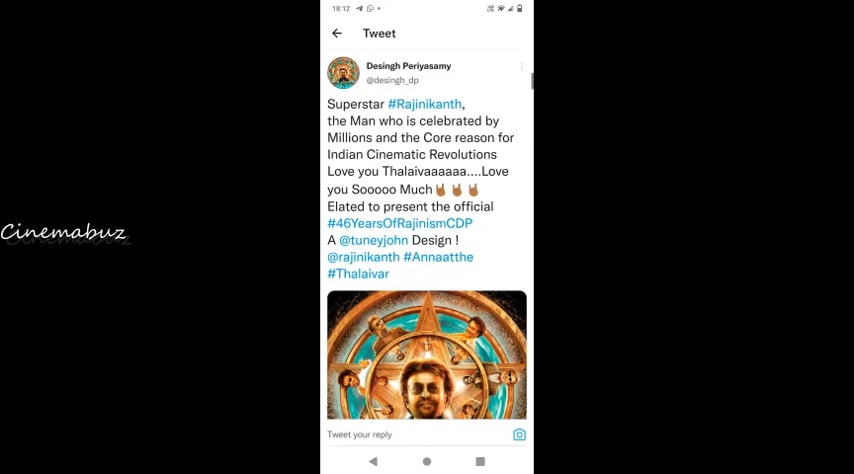 18:12
Tweet
Desingh Periyasamy
@desingh_dp
Superstar #Rajinikanth,
the Man who is celebrated by
Millions and the Core reason for
Indian Cinematic Revolutions
Love you Thalaivaaaaaa....Love
you Sooooo Much🤘🏾🤘🏾🤘🏾
Elated to present the official
#46YearsOfRajinismCDP
A @tuneyjohn Design !
@rajinikanth #Annaatthe
#Thalaivar
Tweet your reply
Cinemabuz